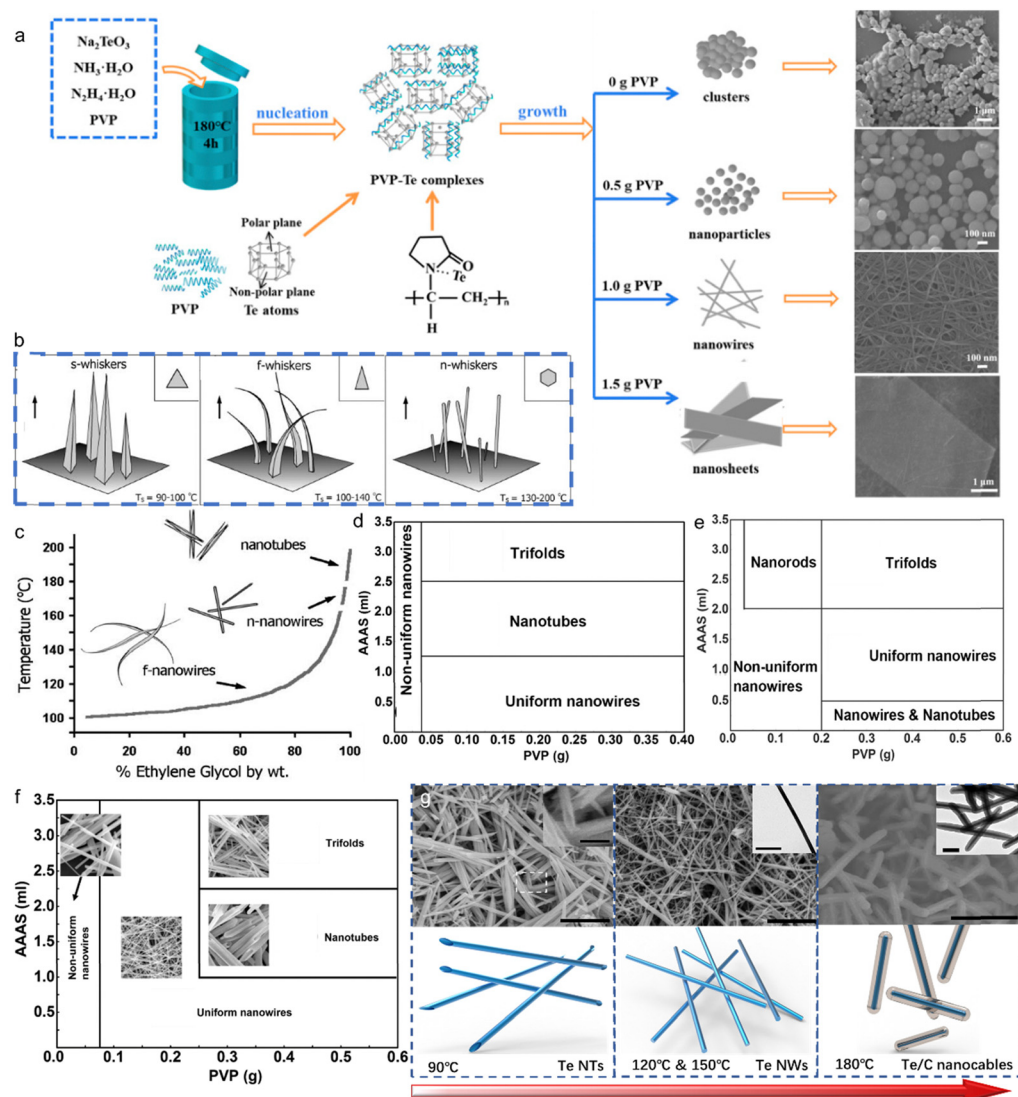 a
Na₂TeO₃
NH₃·H₂O
N₂H₄·H₂O
PVP
180°C
4h
nucleation
PVP-Te complexes
growth
Polar plane
Non-polar plane
PVP
Te atoms
N
O
Te
C
CH₂
n
H
0 g PVP
clusters
1 μm
0.5 g PVP
nanoparticles
100 nm
1.0 g PVP
nanowires
100 nm
1.5 g PVP
nanosheets
1 μm
b
s-whiskers
Tₛ = 90-100 °C
f-whiskers
Tₛ = 100-140 °C
n-whiskers
Tₛ = 130-200 °C
c
Temperature (°C)
200
180
160
140
120
100
nanotubes
n-nanowires
f-nanowires
0 20 40 60 80 100
% Ethylene Glycol by wt.
d
AAAS (ml)
3.5
3.0
2.5
2.0
1.5
1.0
0.5
Non-uniform nanowires
Trifolds
Nanotubes
Uniform nanowires
0.00 0.05 0.10 0.15 0.20 0.25 0.30 0.35 0.40
PVP (g)
e
AAAS (ml)
3.5
3.0
2.5
2.0
1.5
1.0
0.5
0.0
Nanorods
Trifolds
Non-uniform
nanowires
Uniform nanowires
Nanowires & Nanotubes
0.0 0.1 0.2 0.3 0.4 0.5 0.6
PVP (g)
f
AAAS (ml)
3.5
3.0
2.5
2.0
1.5
1.0
0.5
Non-uniform
nanowires
Trifolds
Nanotubes
Uniform nanowires
0.0 0.1 0.2 0.3 0.4 0.5 0.6
PVP (g)
g
90℃ Te NTs
120℃ & 150℃ Te NWs
180℃ Te/C nanocables